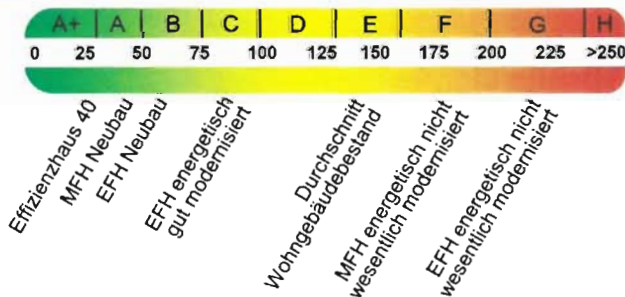 A+ A B C D E F G H
0 25 50 75 100 125 150 175 200 225 >250
Effizienzhaus 40
MFH Neubau
EFH Neubau
EFH energetisch
gut modernisiert
Durchschnitt
Wohngebäudebestand
MFH energetisch nicht
wesentlich modernisiert
EFH energetisch nicht
wesentlich modernisiert